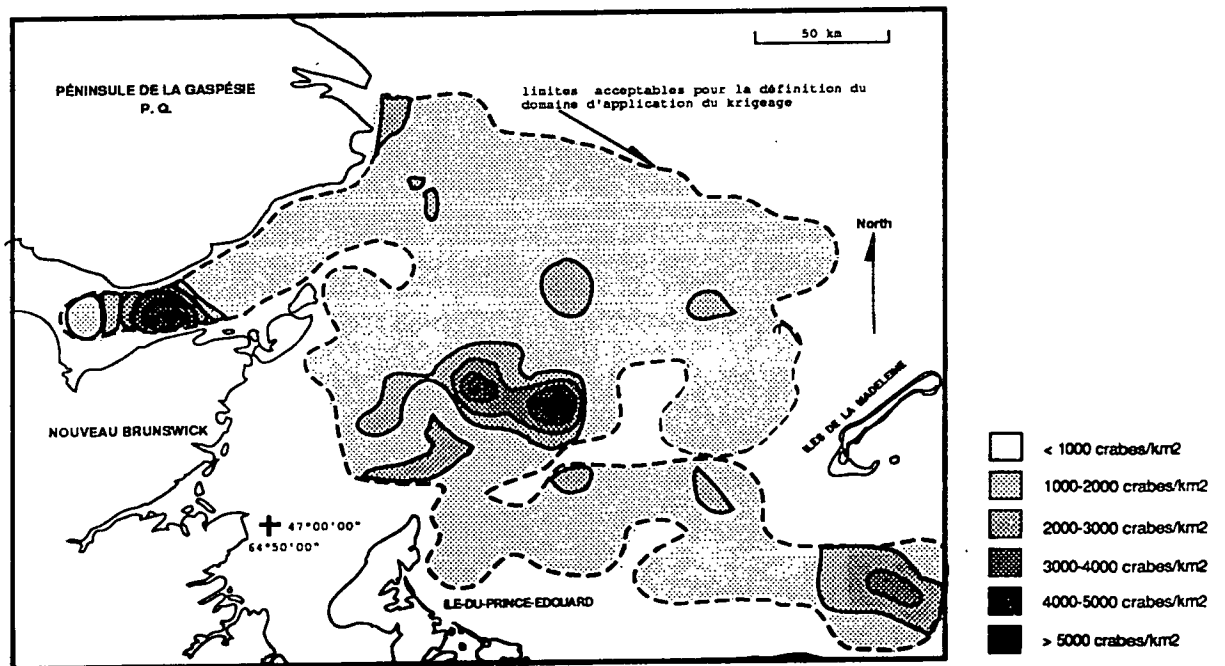 50 km
PÉNINSULE DE LA GASPÉSIE
P. Q.
limites acceptables pour la définition du
domaine d'application du krigeage
North
ILES DE LA MADELEINE
NOUVEAU BRUNSWICK
47°00'00"
64°50'00"
ILE-DU-PRINCE-EDOUARD
< 1000 crabes/km2
1000-2000 crabes/km2
2000-3000 crabes/km2
3000-4000 crabes/km2
4000-5000 crabes/km2
> 5000 crabes/km2